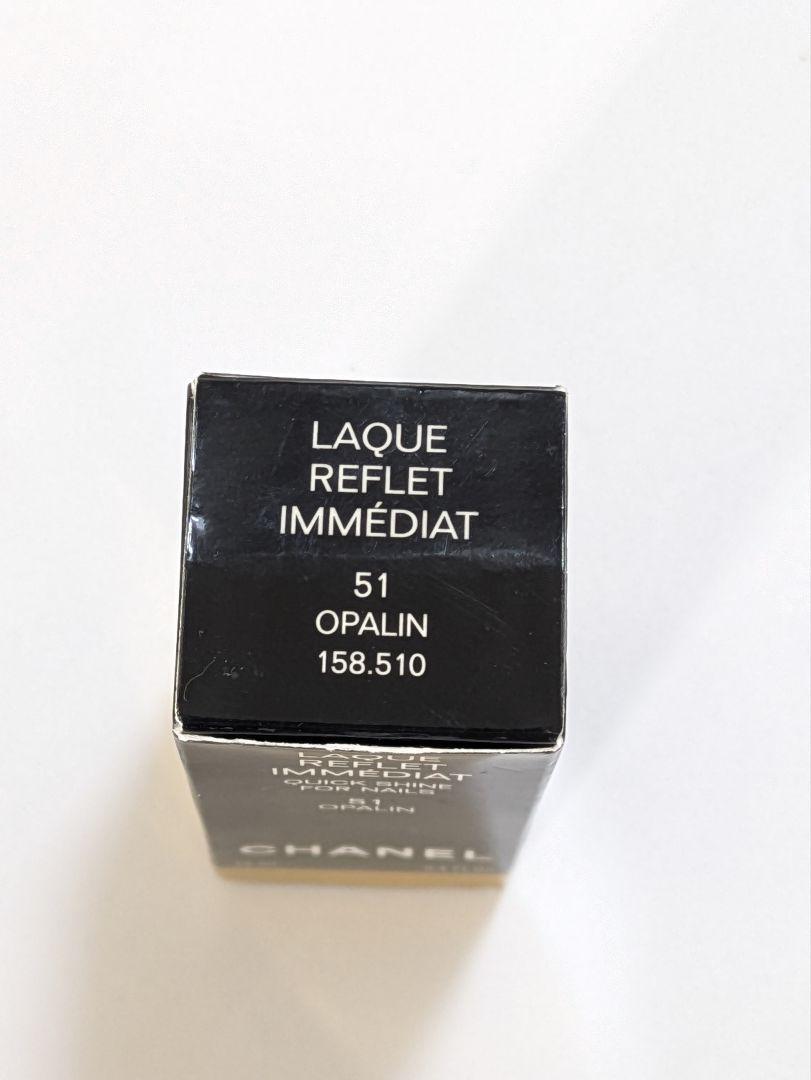 LAQUE
REFLET
IMMÉDIAT
51
OPALIN
158.510
LAQUE
REFLET
IMMÉDIAT
QUICK SHINE
FOR NAILS
51
OPALIN
CHANEL